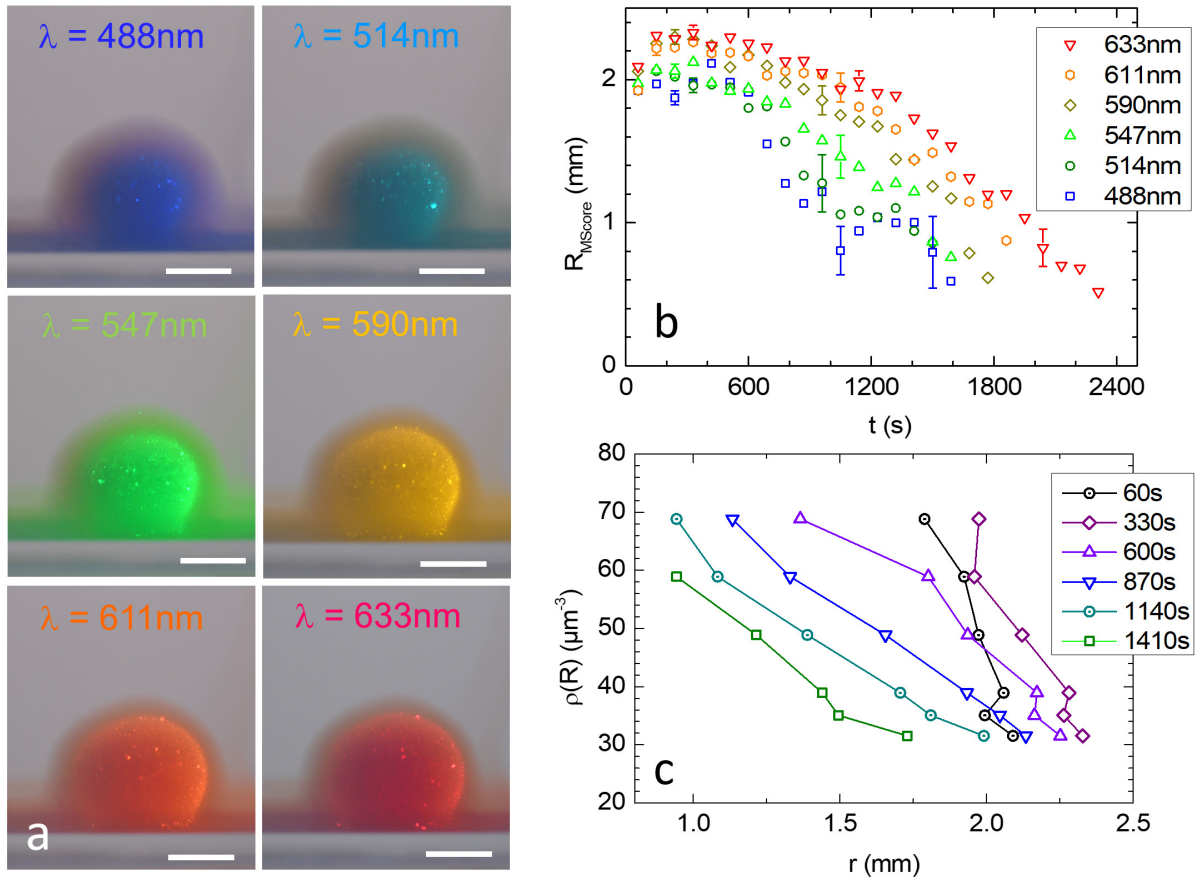 λ = 488nm
λ = 514nm
λ = 547nm
λ = 590nm
λ = 611nm
λ = 633nm
a
R_MScore (mm)
2
1
0
0
600
1200
1800
2400
t (s)
b
633nm
611nm
590nm
547nm
514nm
488nm
ρ(R) (μm⁻³)
80
70
60
50
40
30
20
1.0
1.5
2.0
2.5
r (mm)
c
60s
330s
600s
870s
1140s
1410s